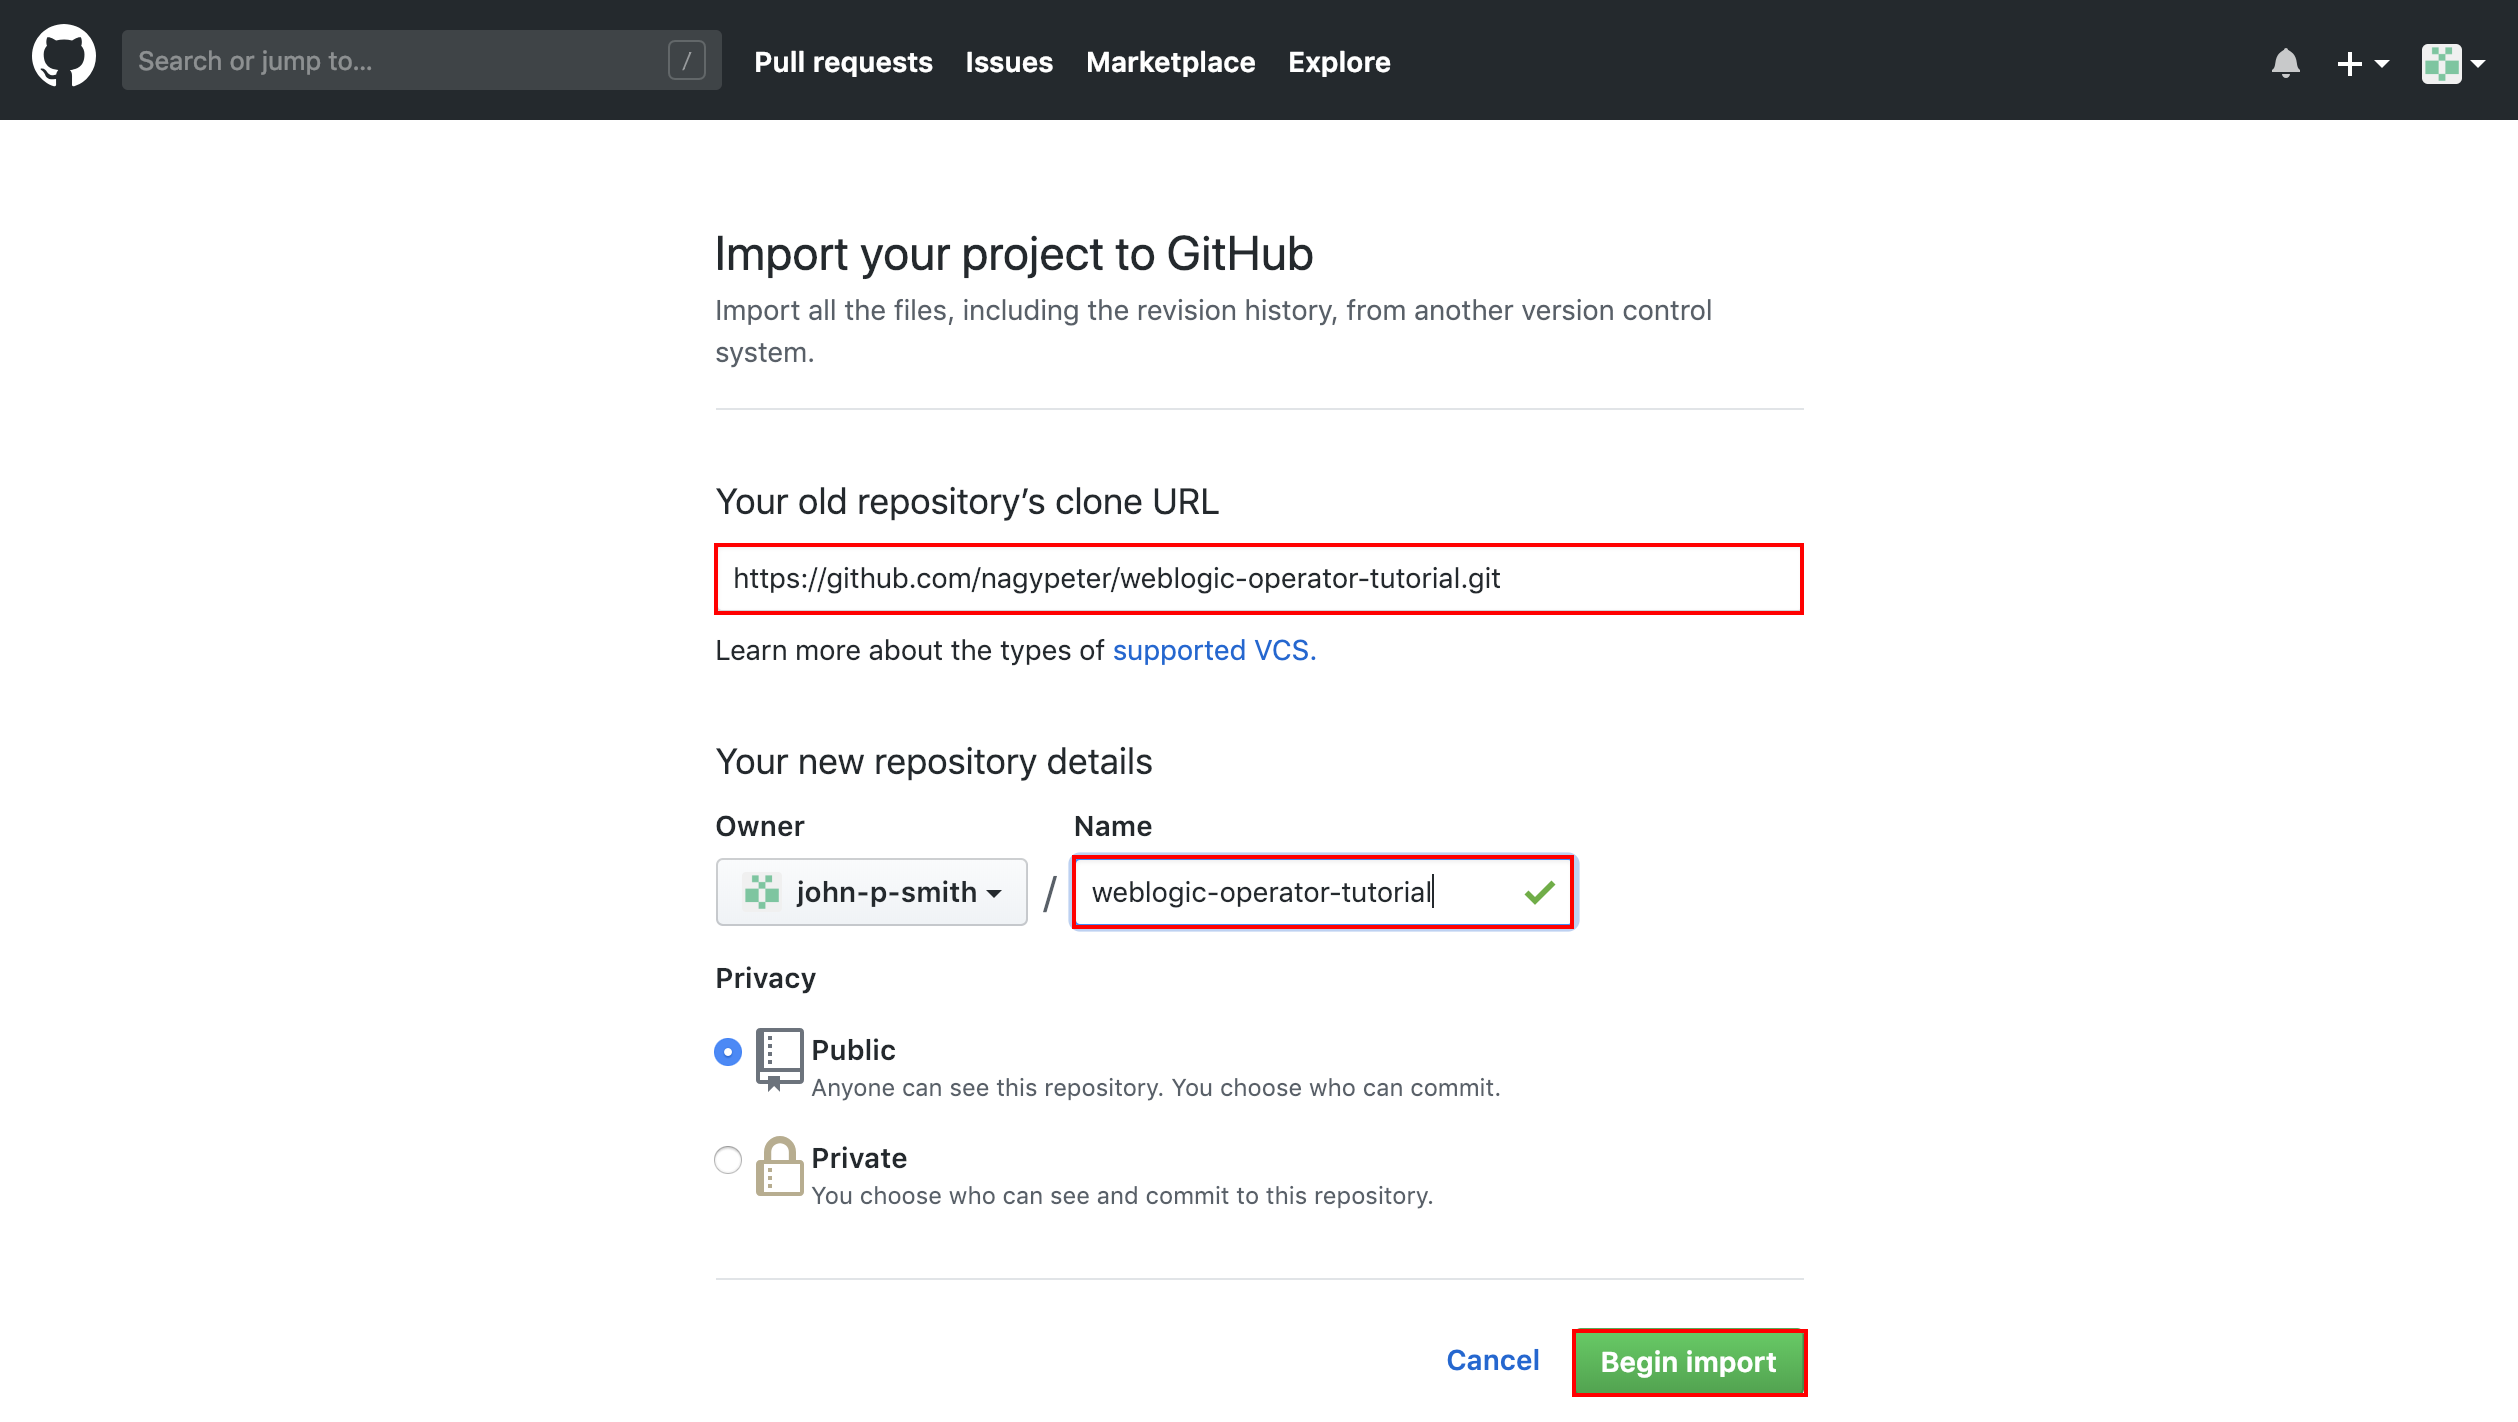 Search or jump to...
/
Pull requests
Issues
Marketplace
Explore
Import your project to GitHub
Import all the files, including the revision history, from another version control
system.
Your old repository’s clone URL
https://github.com/nagypeter/weblogic-operator-tutorial.git
Learn more about the types of supported VCS.
Your new repository details
Owner
Name
john-p-smith
/
weblogic-operator-tutorial
Privacy
Public
Anyone can see this repository. You choose who can commit.
Private
You choose who can see and commit to this repository.
Cancel
Begin import